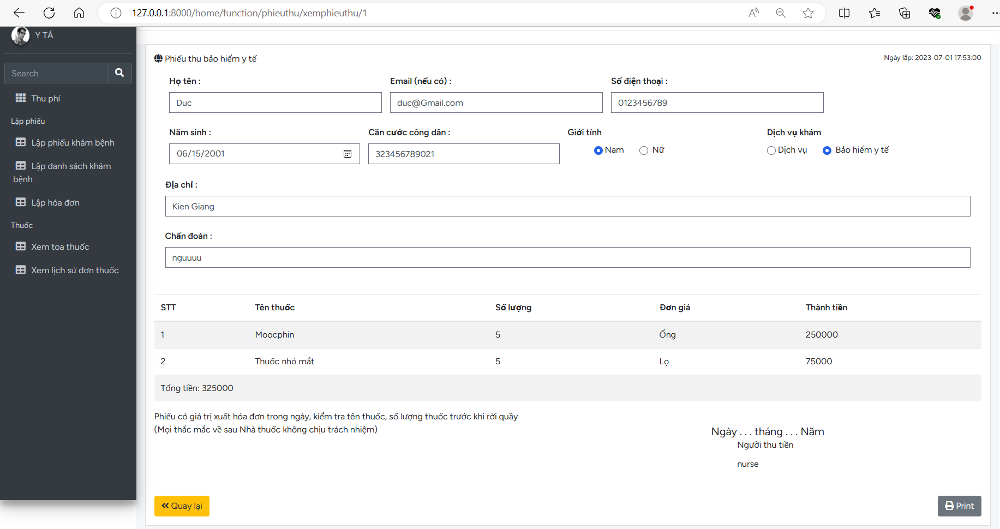 127.0.0.1:8000/home/function/phieuthu/xemphieuthu/1
Y TÁ
Search
Thu phí
Lập phiếu
Lập phiếu khám bệnh
Lập danh sách khám
bệnh
Lập hóa đơn
Thuốc
Xem toa thuốc
Xem lịch sử đơn thuốc
Phiếu thu bảo hiểm y tế
Ngày lập: 2023-07-01 17:53:00
Họ tên :
Email (nếu có) :
Số điện thoại :
Duc
duc@Gmail.com
0123456789
Năm sinh :
Căn cước công dân :
Giới tính
Dịch vụ khám
06/15/2001
323456789021
Nam
Nữ
Dịch vụ
Bảo hiểm y tế
Địa chỉ :
Kien Giang
Chẩn đoán :
nguuuu
STT Tên thuốc Số lượng Đơn giá Thành tiền
1 Moocphin 5 Ống 250000
2 Thuốc nhỏ mắt 5 Lọ 75000
Tổng tiền: 325000
Phiếu có giá trị xuất hóa đơn trong ngày, kiểm tra tên thuốc, số lượng thuốc trước khi rời quầy
(Mọi thắc mắc về sau Nhà thuốc không chịu trách nhiệm)
Ngày . . . tháng . . . Năm
Người thu tiền
nurse
Quay lại
Print